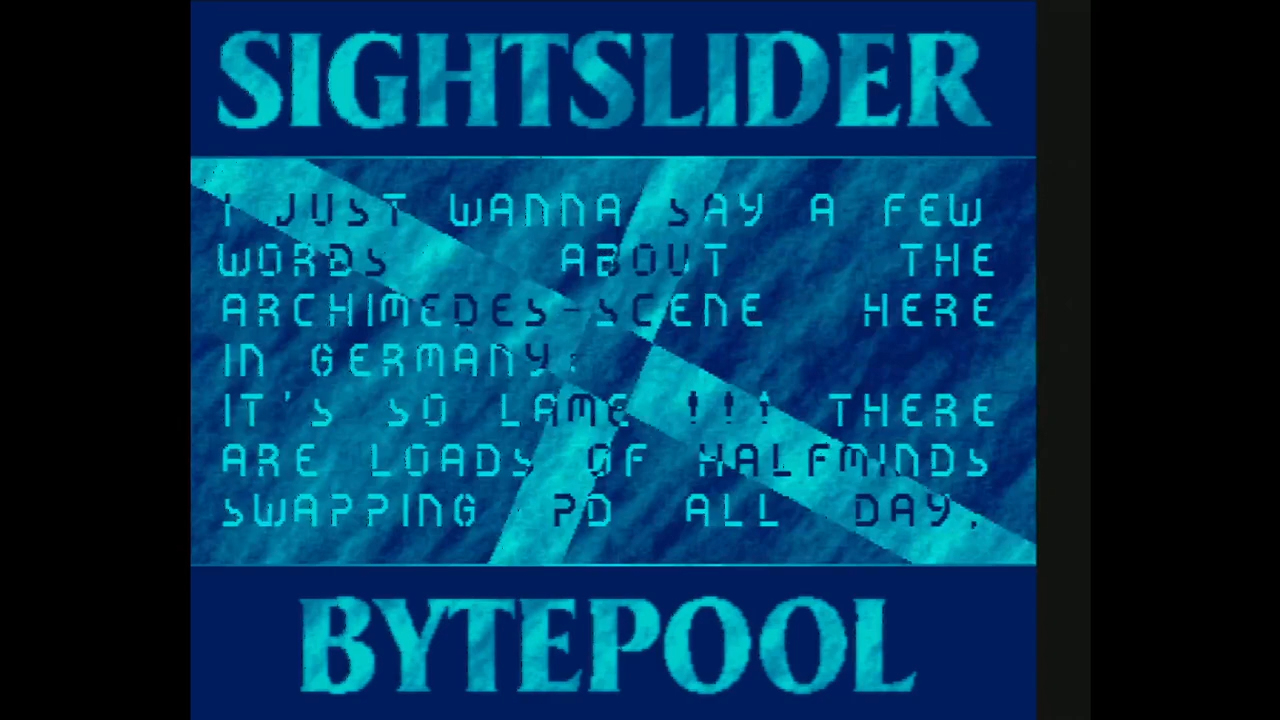 SIGHTSLIDER
I JUST WANNA SAY A FEW
WORDS ABOUT THE
ARCHIMEDES-SCENE HERE
IN GERMANY:
IT'S SO LAME !!! THERE
ARE LOADS OF HALFMINDS
SWAPPING PD ALL DAY.
BYTEPOOL